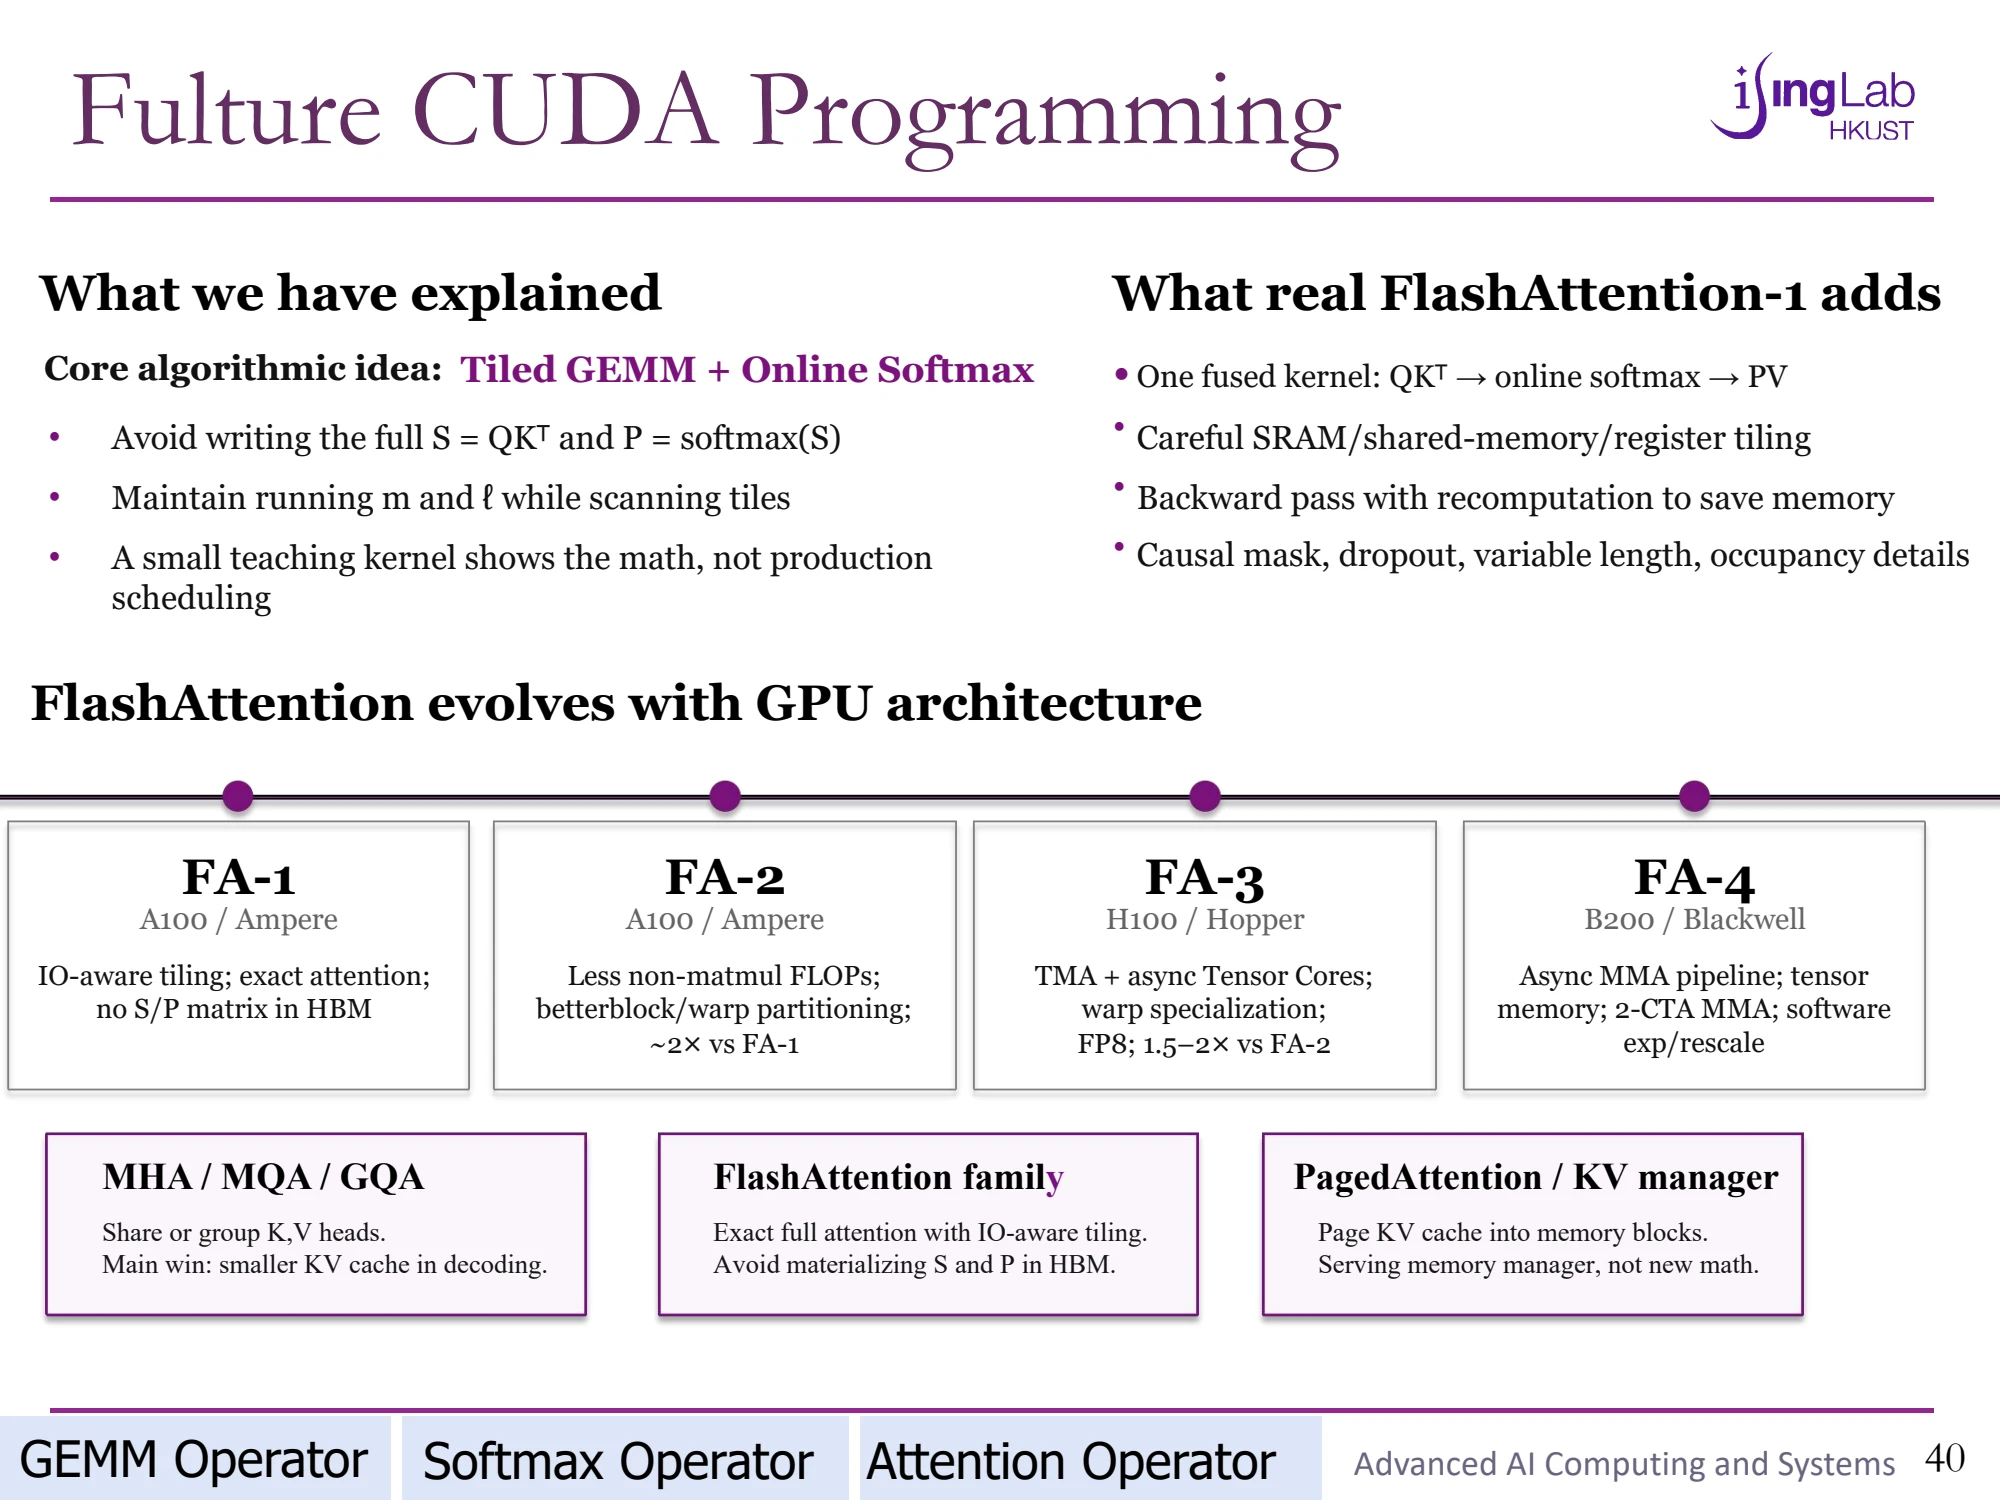 Fulture CUDA Programming
isingLab
HKUST
What we have explained
Core algorithmic idea: Tiled GEMM + Online Softmax
• Avoid writing the full S = QKᵀ and P = softmax(S)
• Maintain running m and ℓ while scanning tiles
• A small teaching kernel shows the math, not production
scheduling
What real FlashAttention-1 adds
• One fused kernel: QKᵀ → online softmax → PV
• Careful SRAM/shared-memory/register tiling
• Backward pass with recomputation to save memory
• Causal mask, dropout, variable length, occupancy details
FlashAttention evolves with GPU architecture
FA-1
A100 / Ampere
IO-aware tiling; exact attention;
no S/P matrix in HBM
FA-2
A100 / Ampere
Less non-matmul FLOPs;
betterblock/warp partitioning;
~2× vs FA-1
FA-3
H100 / Hopper
TMA + async Tensor Cores;
warp specialization;
FP8; 1.5–2× vs FA-2
FA-4
B200 / Blackwell
Async MMA pipeline; tensor
memory; 2-CTA MMA; software
exp/rescale
MHA / MQA / GQA
Share or group K,V heads.
Main win: smaller KV cache in decoding.
FlashAttention family
Exact full attention with IO-aware tiling.
Avoid materializing S and P in HBM.
PagedAttention / KV manager
Page KV cache into memory blocks.
Serving memory manager, not new math.
GEMM Operator
Softmax Operator
Attention Operator
Advanced AI Computing and Systems
40